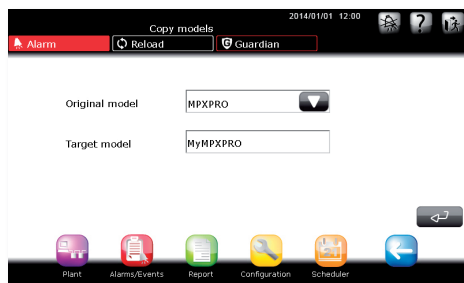 2014/01/01 12:00
Copy models
Alarm
Reload
G Guardian
?
Original model MPXPRO
Target model MyMPXPRO
Plant Alarms/Events Report Configuration Scheduler